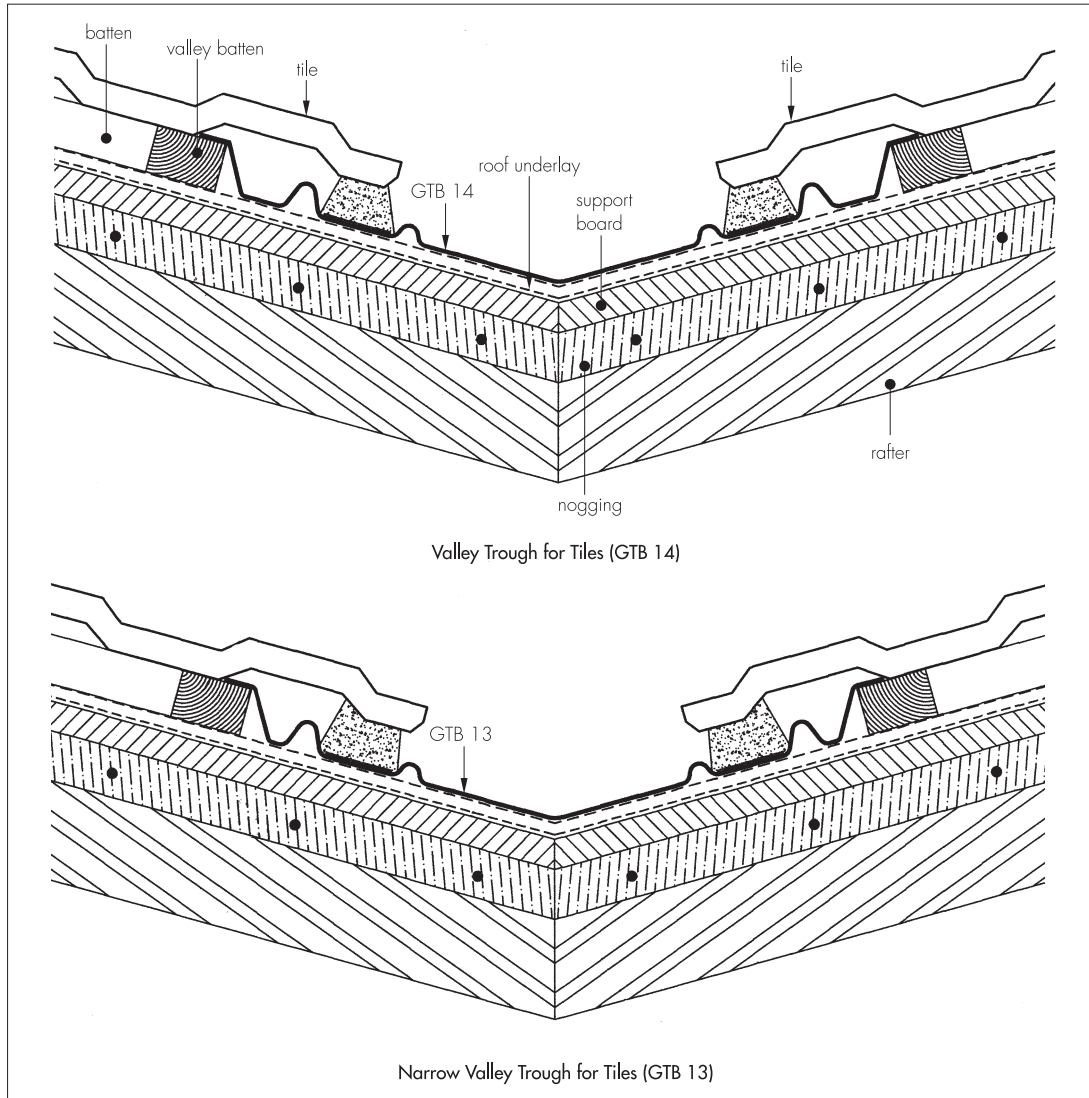 batten
valley batten
tile
tile
roof underlay
GTB 14
support
board
rafter
nogging
Valley Trough for Tiles (GTB 14)
GTB 13
Narrow Valley Trough for Tiles (GTB 13)